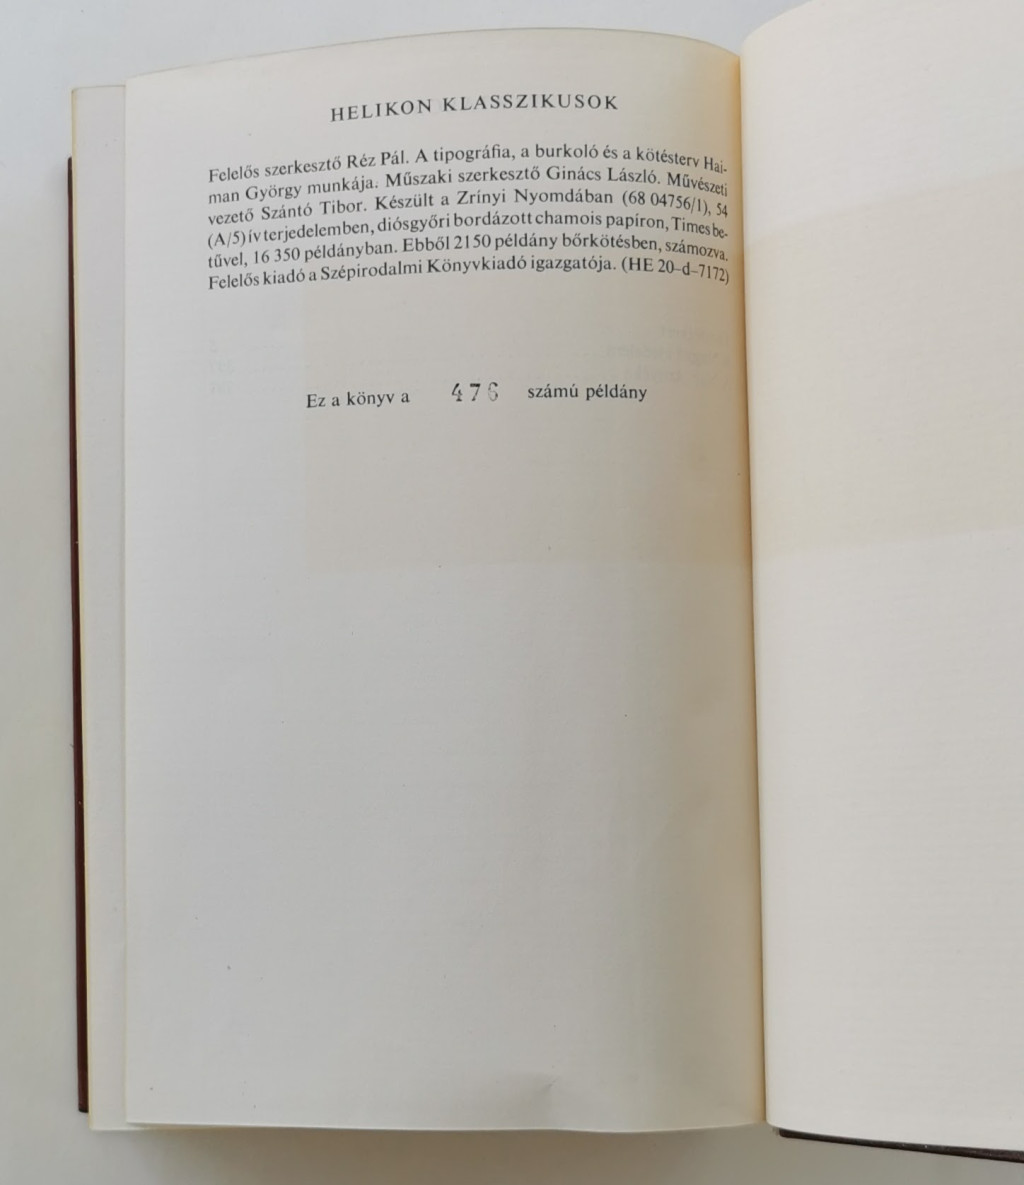 HELIKON KLASSZIKUSOK
Felelős szerkesztő Réz Pál. A tipográfia, a burkoló és a kötésterv Hai-
man György munkája. Műszaki szerkesztő Ginács László. Művészeti
vezető Szántó Tibor. Készült a Zrínyi Nyomdában (68 04756/1), 54
(A/5) ív terjedelemben, diósgyőri bordázott chamois papíron, Times be-
tűvel, 16 350 példányban. Ebből 2150 példány bőrkötésben, számozva.
Felelős kiadó a Szépirodalmi Könyvkiadó igazgatója. (HE 20–d–7172)
Ez a könyv a 476 számú példány